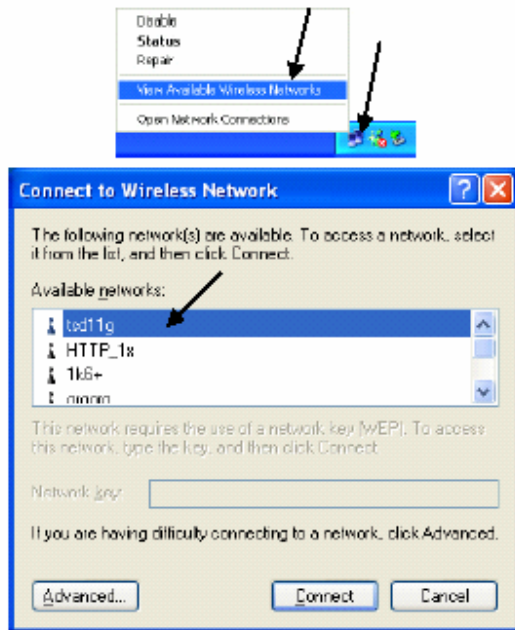 Disable
Status
Repair
View Available Wireless Networks
Open Network Connections
Connect to Wireless Network
The following network(s) are available. To access a network, select
it from the list, and then click Connect.
Available networks:
tsd11g
HTTP_1x
1k6+
This network requires the use of a network key (WEP). To access
this network, type the key, and then click Connect
Network key:
If you are having difficulty connecting to a network, click Advanced.
Advanced... Connect Cancel